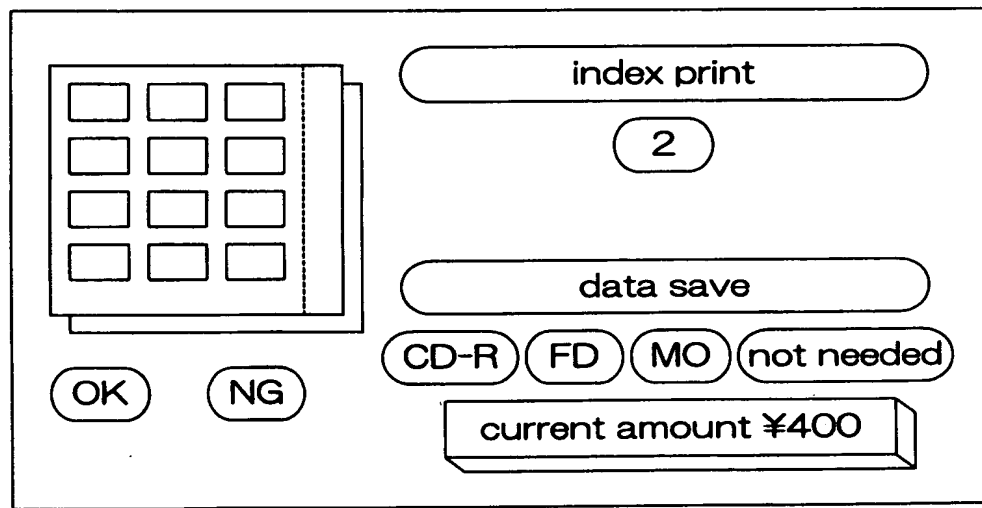 index print
2
data save
CD-R FD MO not needed
OK NG
current amount ¥400